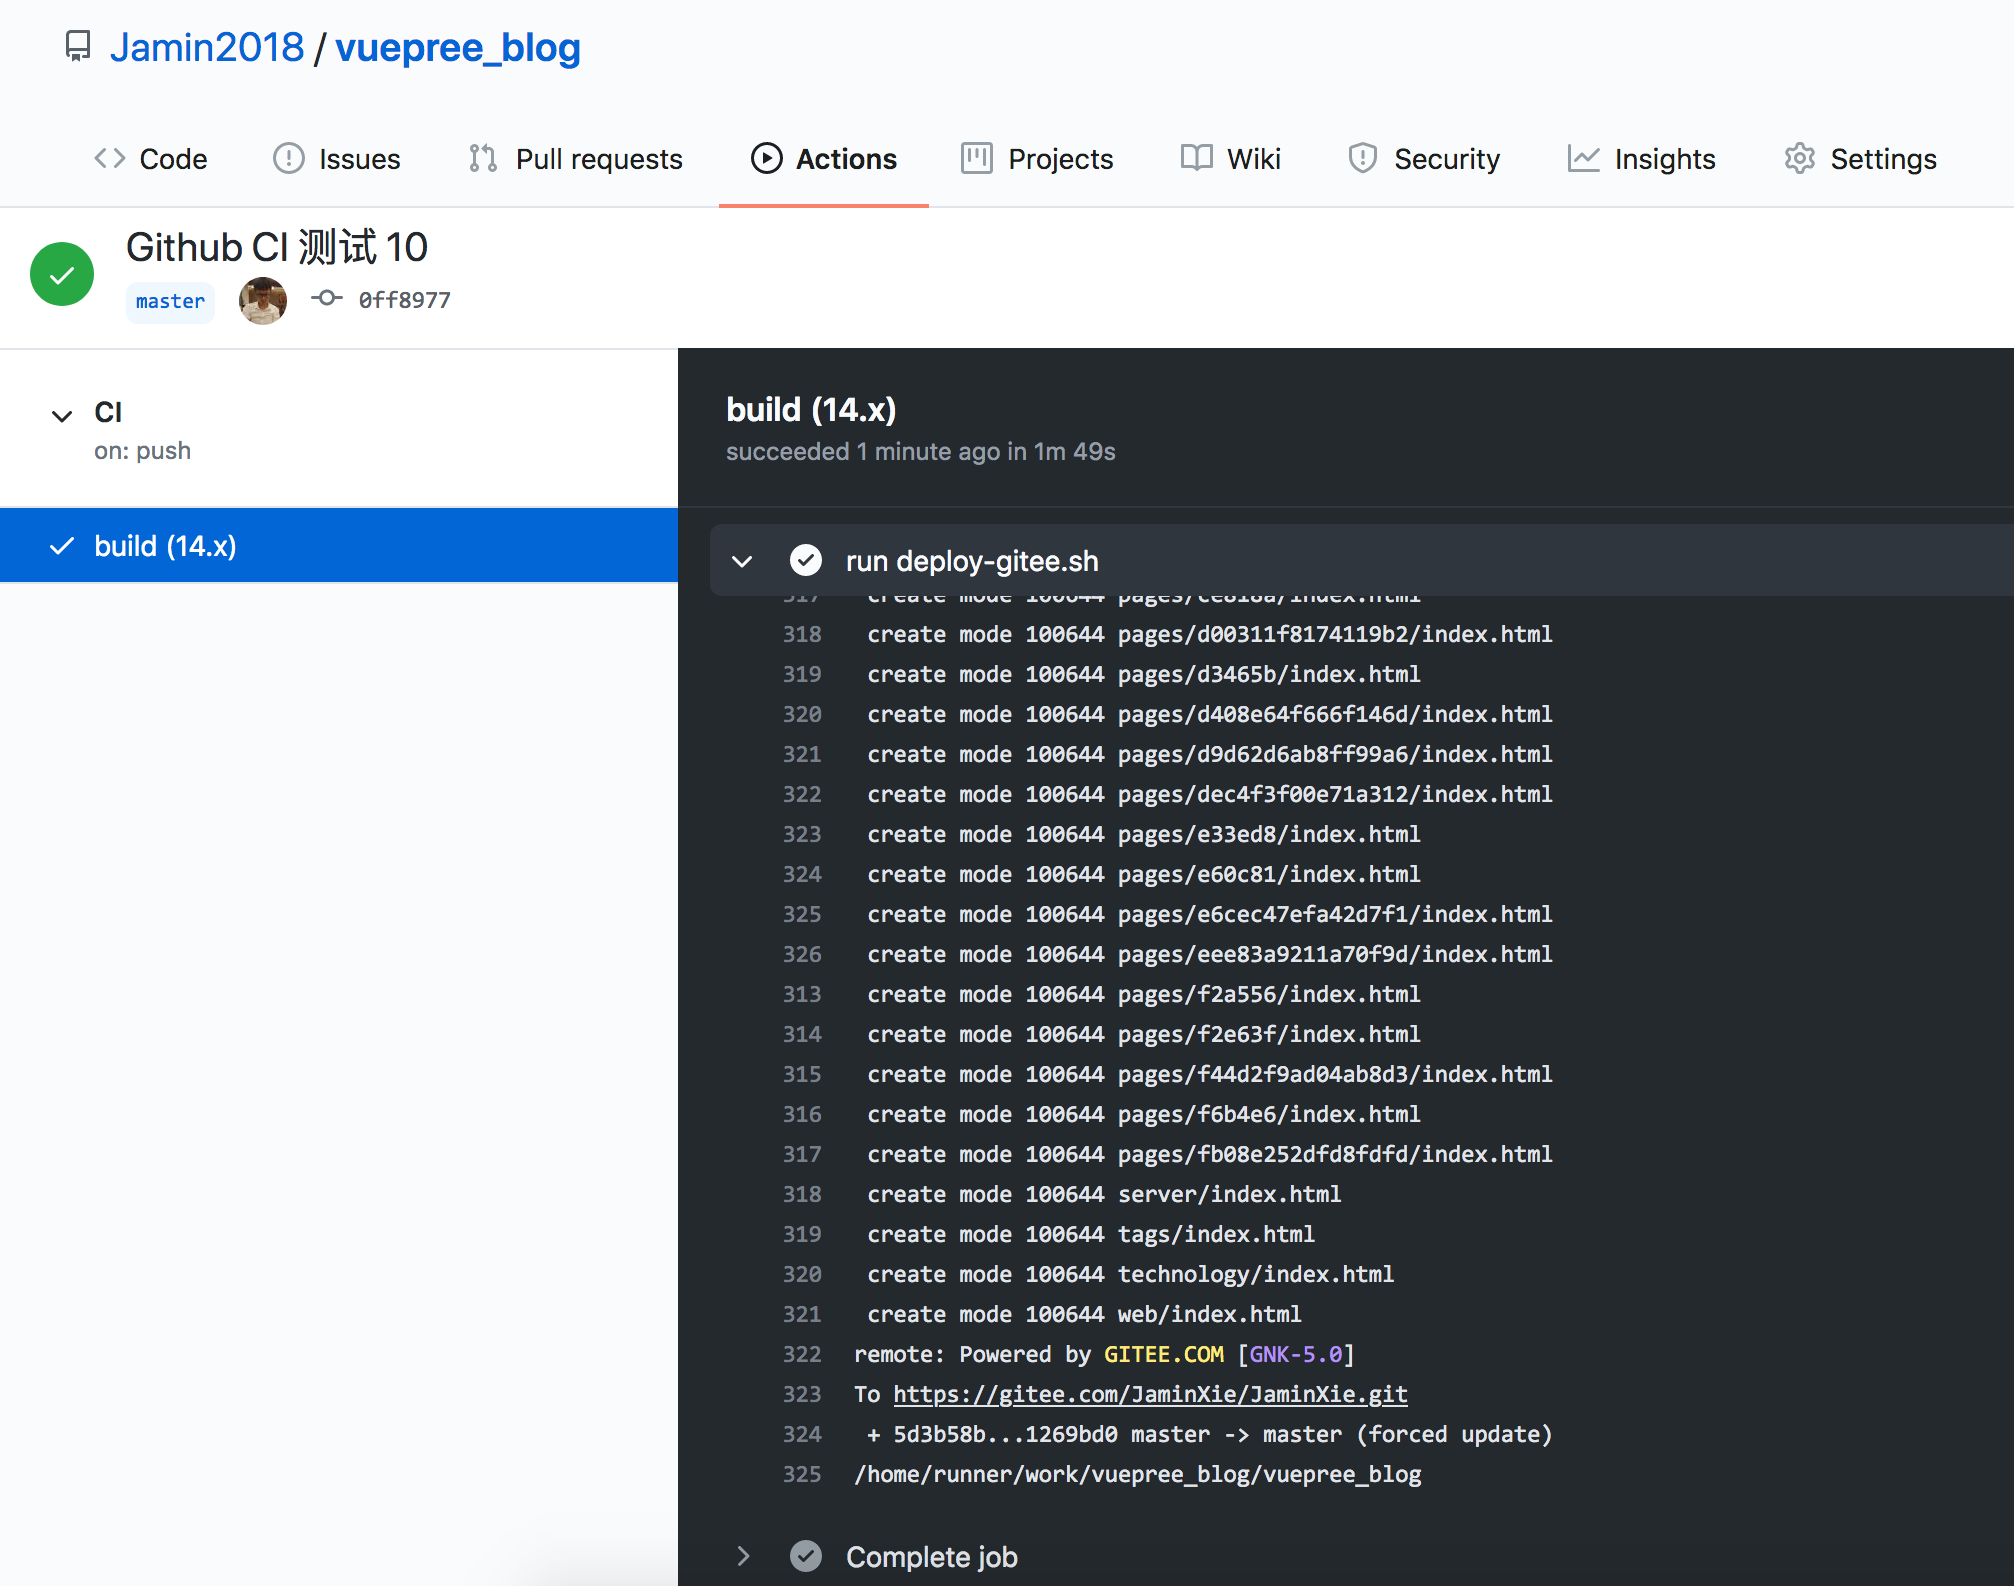 Jamin2018 / vuepree_blog
Code Issues Pull requests Actions Projects Wiki Security Insights Settings
Github CI 测试 10
master 0ff8977
CI
on: push
build (14.x)
build (14.x)
succeeded 1 minute ago in 1m 49s
run deploy-gitee.sh
317 create mode 100644 pages/ce818a/index.html
318 create mode 100644 pages/d00311f8174119b2/index.html
319 create mode 100644 pages/d3465b/index.html
320 create mode 100644 pages/d408e64f666f146d/index.html
321 create mode 100644 pages/d9d62d6ab8ff99a6/index.html
322 create mode 100644 pages/dec4f3f00e71a312/index.html
323 create mode 100644 pages/e33ed8/index.html
324 create mode 100644 pages/e60c81/index.html
325 create mode 100644 pages/e6cec47efa42d7f1/index.html
326 create mode 100644 pages/eee83a9211a70f9d/index.html
313 create mode 100644 pages/f2a556/index.html
314 create mode 100644 pages/f2e63f/index.html
315 create mode 100644 pages/f44d2f9ad04ab8d3/index.html
316 create mode 100644 pages/f6b4e6/index.html
317 create mode 100644 pages/fb08e252dfd8fdfd/index.html
318 create mode 100644 server/index.html
319 create mode 100644 tags/index.html
320 create mode 100644 technology/index.html
321 create mode 100644 web/index.html
322 remote: Powered by GITEE.COM [GNK-5.0]
323 To https://gitee.com/JaminXie/JaminXie.git
324 + 5d3b58b...1269bd0 master -> master (forced update)
325 /home/runner/work/vuepree_blog/vuepree_blog
Complete job